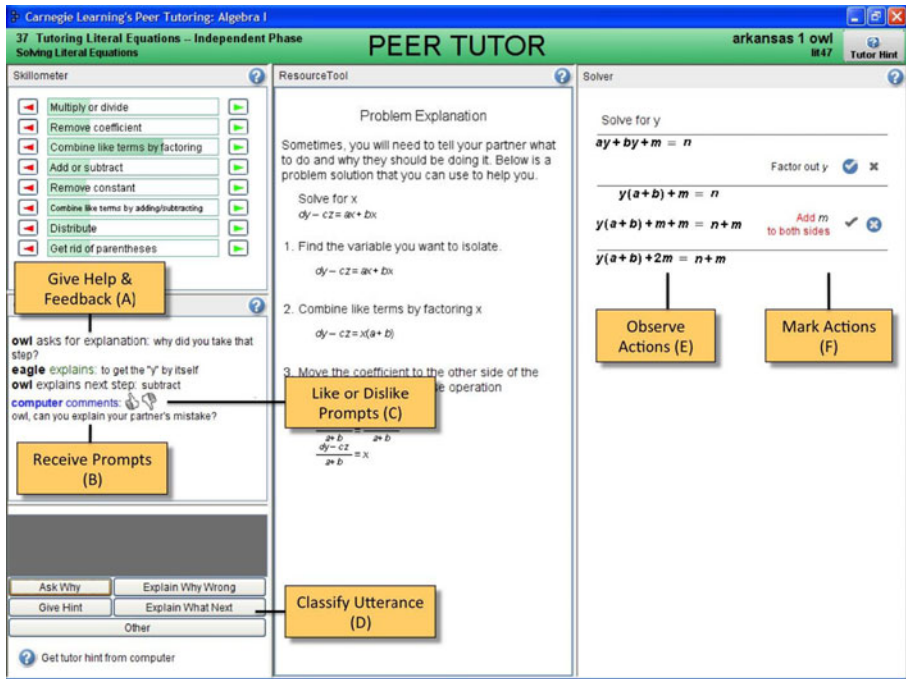 Carnegie Learning's Peer Tutoring: Algebra I
37 Tutoring Literal Equations -- Independent Phase
Solving Literal Equations
PEER TUTOR
arkansas 1 owl
lit47
Tutor Hint
Skillometer
Multiply or divide
Remove coefficient
Combine like terms by factoring
Add or subtract
Remove constant
Combine like terms by adding/subtracting
Distribute
Get rid of parentheses
Give Help &
Feedback (A)
owl asks for explanation: why did you take that
step?
eagle explains: to get the "y" by itself
owl explains next step: subtract
computer comments:
owl, can you explain your partner's mistake?
Receive Prompts
(B)
Ask Why
Explain Why Wrong
Give Hint
Explain What Next
Other
Get tutor hint from computer
ResourceTool
Problem Explanation
Sometimes, you will need to tell your partner what
to do and why they should be doing it. Below is a
problem solution that you can use to help you.
Solve for x
dy – cz = ax + bx
1. Find the variable you want to isolate.
dy – cz = ax + bx
2. Combine like terms by factoring x
dy – cz = x(a + b)
3. Move the coefficient to the other side of the
operation
Like or Dislike
Prompts (C)
a+b = a+b
dy – cz
a+b = x
Classify Utterance
(D)
Solver
Solve for y
ay + by + m = n
Factor out y
y(a + b) + m = n
y(a + b) + m + m = n + m
Add m
to both sides
y(a + b) + 2m = n + m
Observe
Actions (E)
Mark Actions
(F)